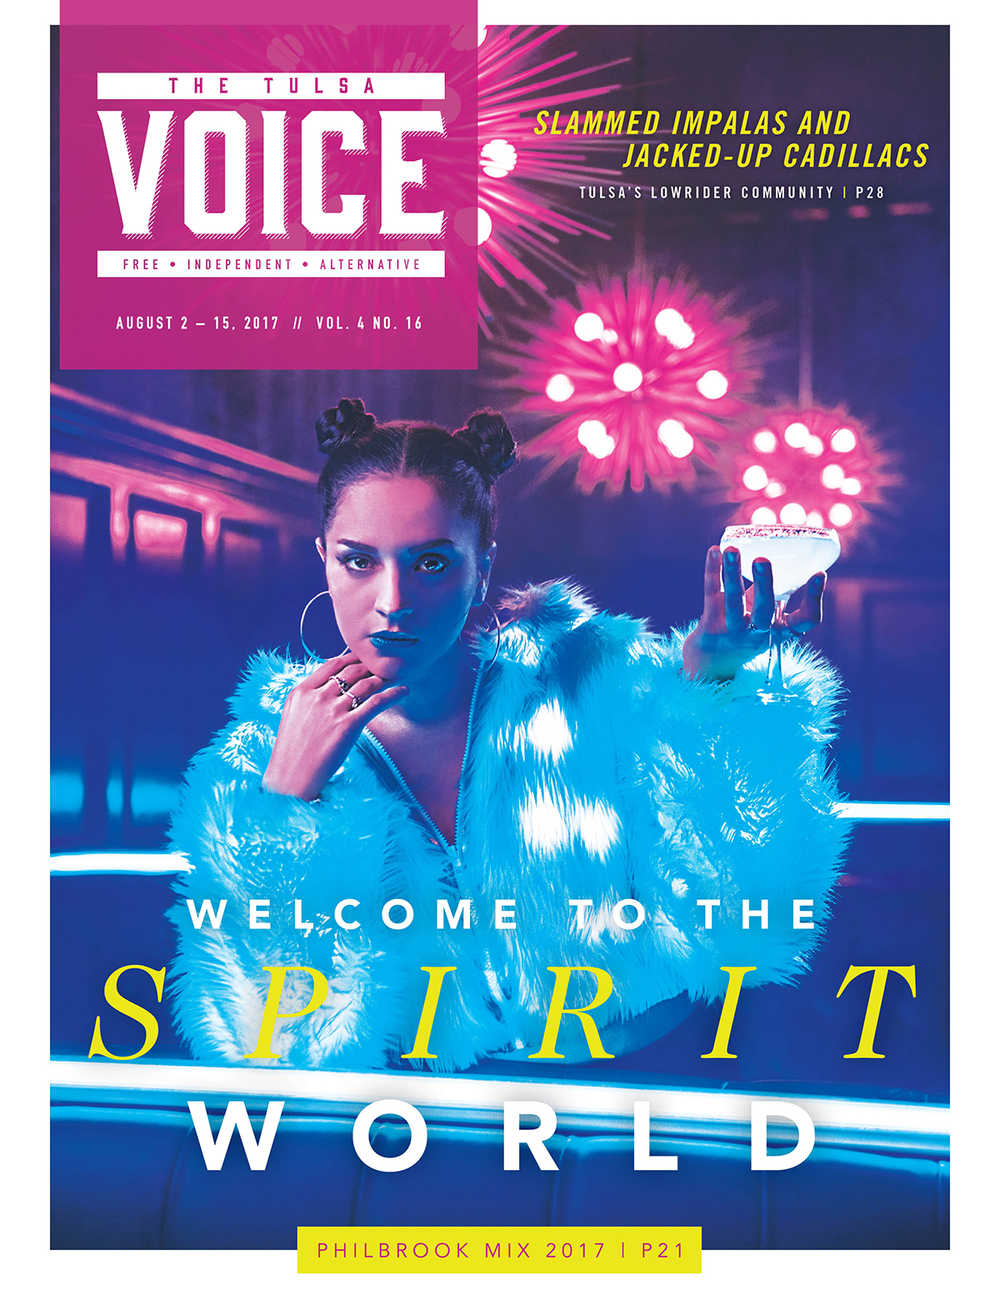 THE TULSA
VOICE
FREE • INDEPENDENT • ALTERNATIVE
AUGUST 2 – 15, 2017 // VOL. 4 NO. 16
SLAMMED IMPALAS AND
JACKED-UP CADILLACS
TULSA'S LOWRIDER COMMUNITY | P28
WELCOME TO THE
SPIRIT
WORLD
PHILBROOK MIX 2017 | P21